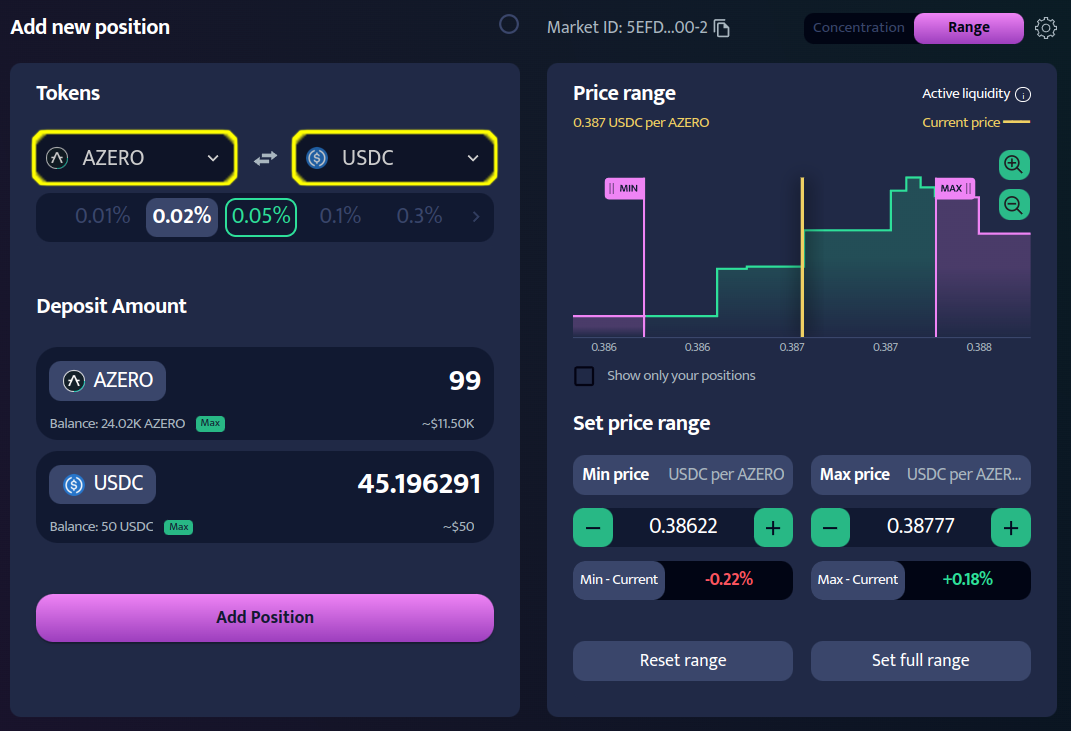 Add new position
Tokens
AZERO
USDC
0.01% 0.02% 0.05% 0.1% 0.3%
Deposit Amount
AZERO
99
Balance: 24.02K AZERO Max ~$11.50K
USDC
45.196291
Balance: 50 USDC Max ~$50
Add Position
Market ID: 5EFD...00-2
Concentration Range
Price range
Active liquidity
0.387 USDC per AZERO
Current price
MIN
MAX
0.386 0.386 0.387 0.387 0.388
Show only your positions
Set price range
Min price USDC per AZERO
Max price USDC per AZER...
− 0.38622 +
− 0.38777 +
Min - Current -0.22%
Max - Current +0.18%
Reset range
Set full range